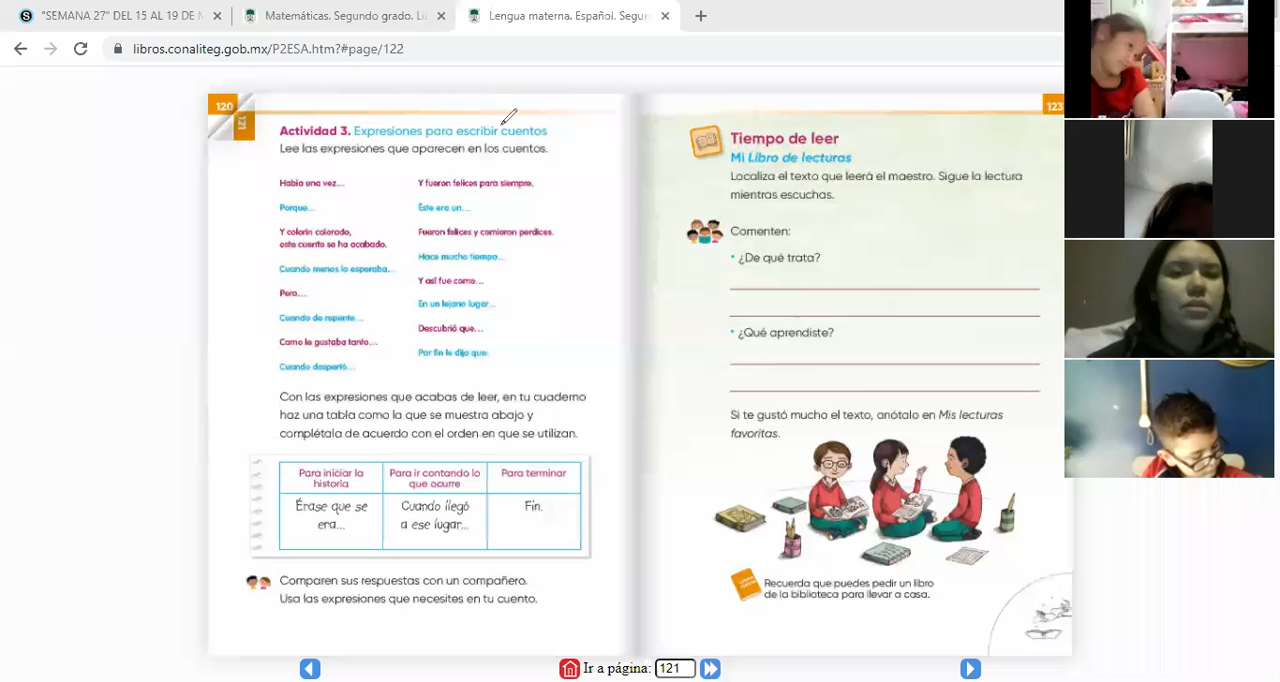 "SEMANA 27" DEL 15 AL 19 DE M
Matemáticas. Segundo grado. Li
Lengua materna. Español. Segun
libros.conaliteg.gob.mx/P2ESA.htm?#page/122
120
121
Actividad 3. Expresiones para escribir cuentos
Lee las expresiones que aparecen en los cuentos.
Había una vez...
Porque...
Y colorín colorado,
este cuento se ha acabado.
Cuando menos lo esperaba...
Pero...
Cuando de repente...
Como le gustaba tanto...
Cuando despertó...
Y fueron felices para siempre.
Éste era un...
Fueron felices y comieron perdices.
Hace mucho tiempo...
Y así fue como...
En un lejano lugar...
Descubrió que...
Por fin le dijo que:
Con las expresiones que acabas de leer, en tu cuaderno
haz una tabla como la que se muestra abajo y
complétala de acuerdo con el orden en que se utilizan.
Para iniciar la
historia
Para ir contando lo
que ocurre
Para terminar
Érase que se
era...
Cuando llegó
a ese lugar...
Fin.
Comparen sus respuestas con un compañero.
Usa las expresiones que necesites en tu cuento.
123
Tiempo de leer
Mi Libro de lecturas
Localiza el texto que leerá el maestro. Sigue la lectura
mientras escuchas.
Comenten:
• ¿De qué trata?
• ¿Qué aprendiste?
Si te gustó mucho el texto, anótalo en Mis lecturas
favoritas.
Recuerda que puedes pedir un libro
de la biblioteca para llevar a casa.
Ir a página: 121